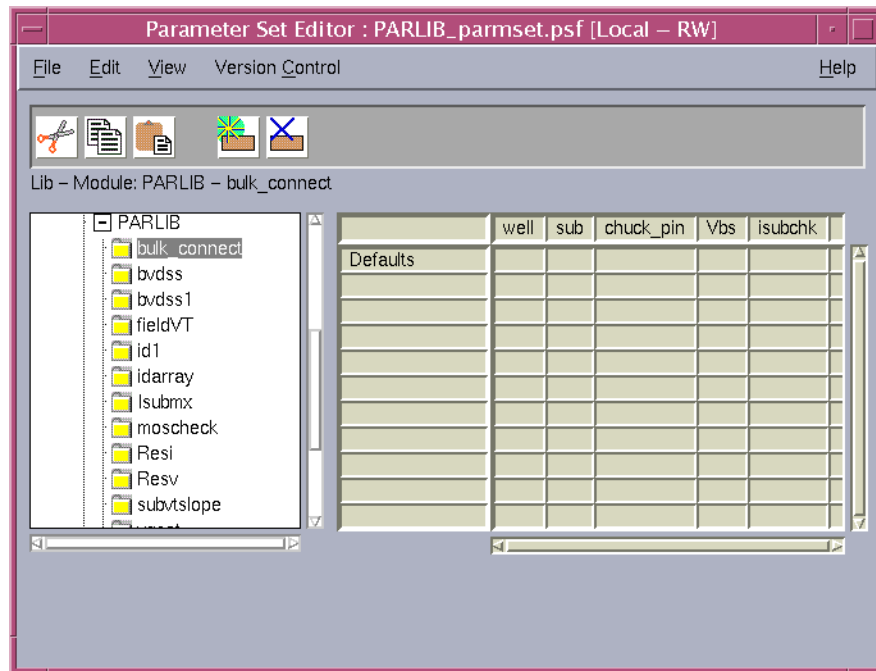 Parameter Set Editor : PARLIB_parmset.psf [Local – RW]
File Edit View Version Control Help
Lib – Module: PARLIB – bulk_connect
PARLIB
bulk_connect
bvdss
bvdss1
fieldVT
id1
idarray
Isubmx
moscheck
Resi
Resv
subvtslope
well sub chuck_pin Vbs isubchk
Defaults